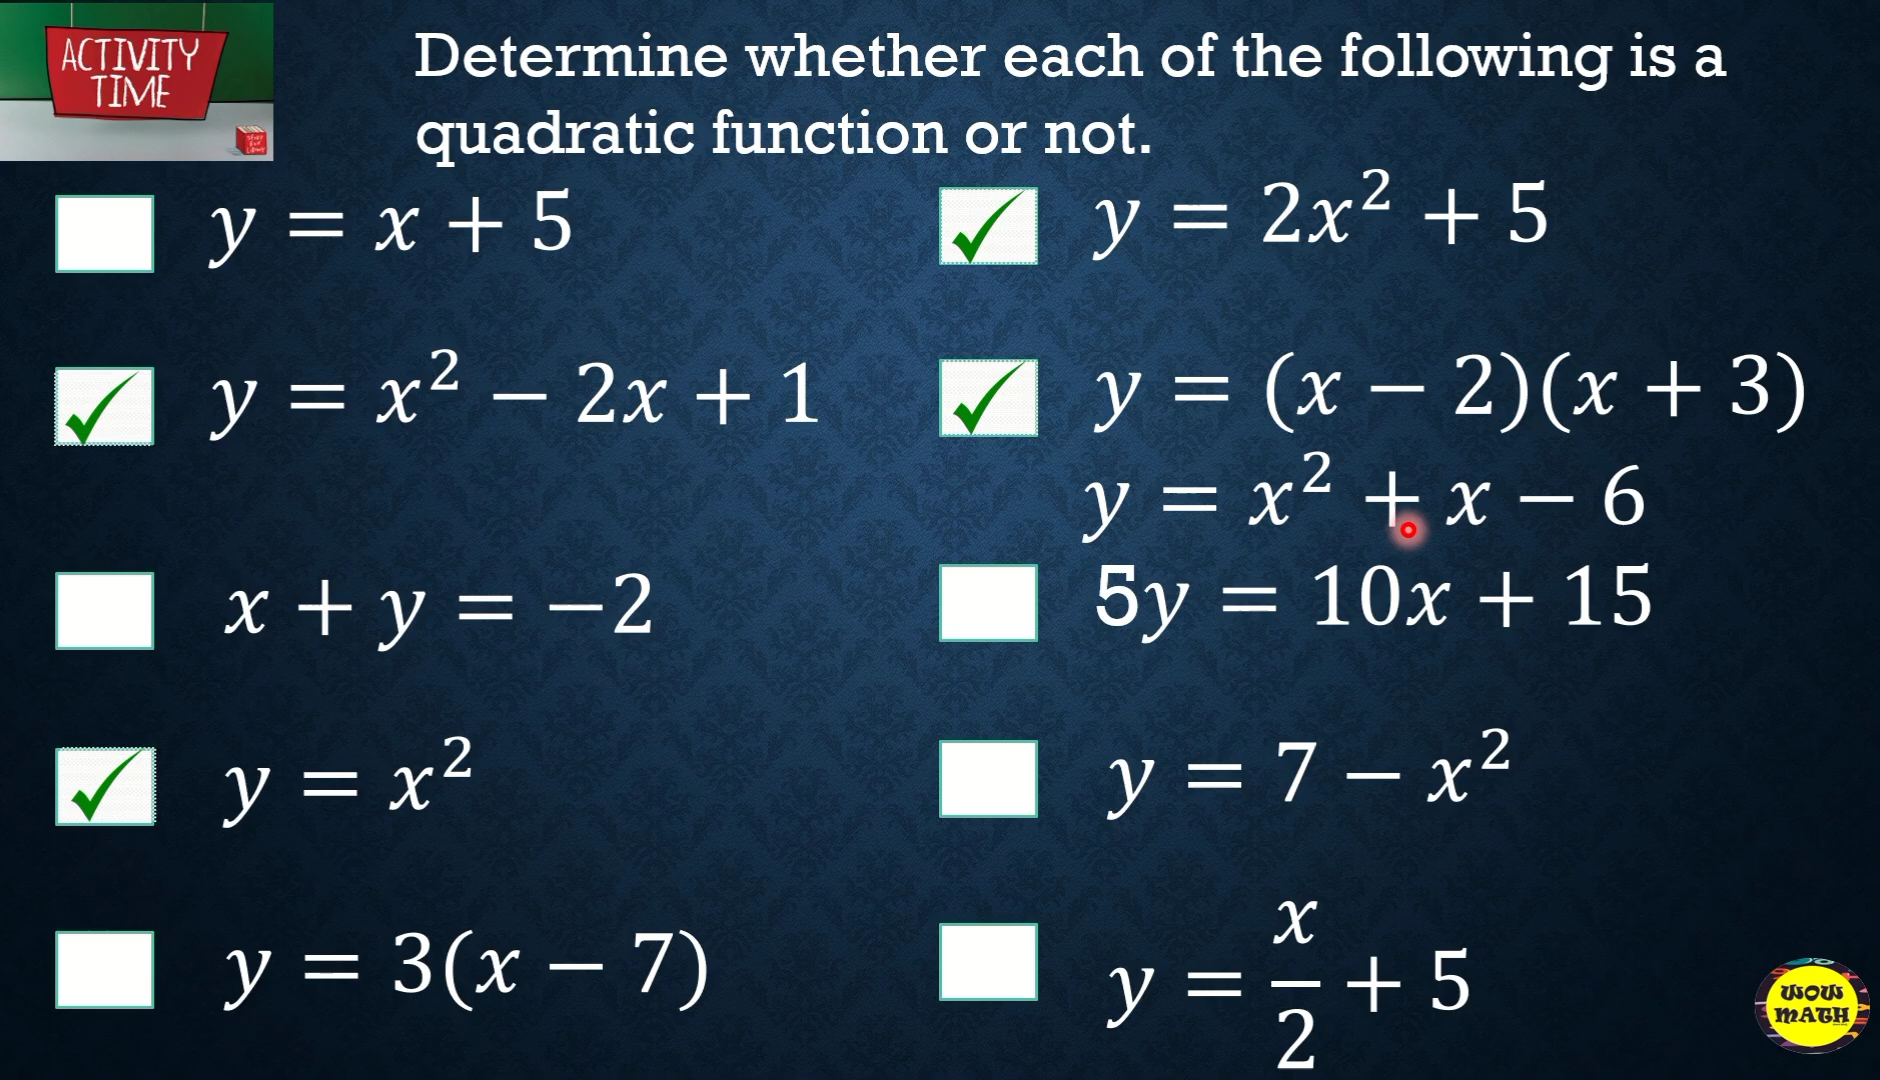 ACTIVITY
TIME
Determine whether each of the following is a
quadratic function or not.
y = x + 5
y = x² − 2x + 1
x + y = −2
y = x²
y = 3(x − 7)
y = 2x² + 5
y = (x − 2)(x + 3)
y = x² + x − 6
5y = 10x + 15
y = 7 − x²
y = x/2 + 5
WOW
MATH